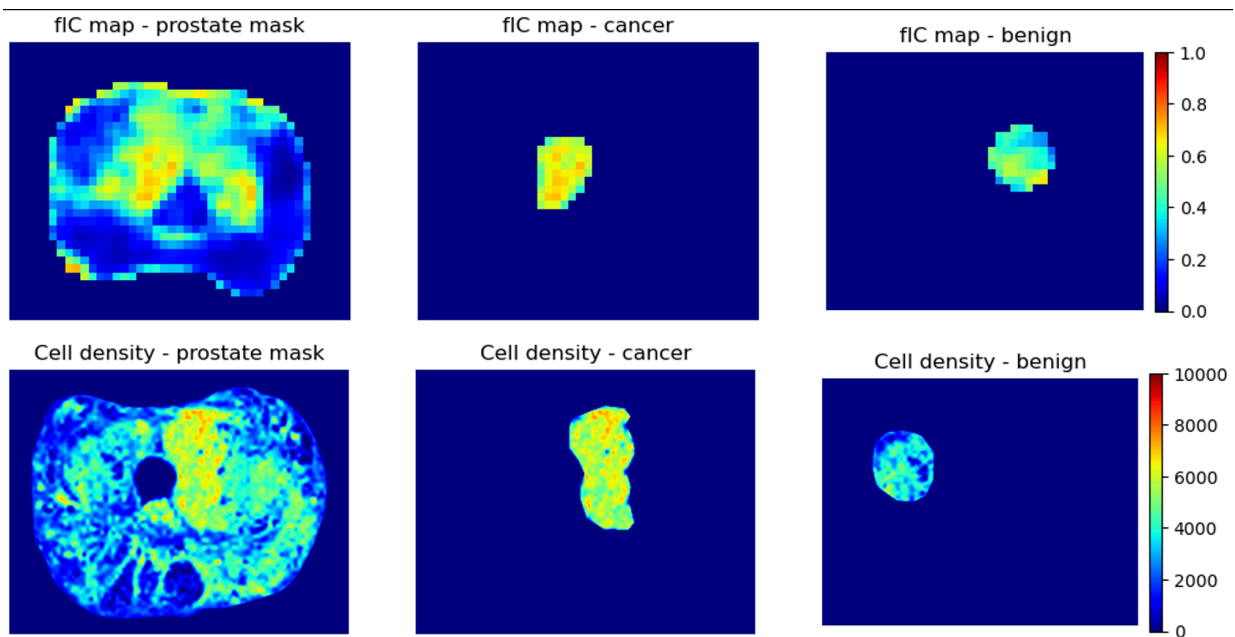 fIC map - prostate mask
fIC map - cancer
fIC map - benign
1.0
0.8
0.6
0.4
0.2
0.0
Cell density - prostate mask
Cell density - cancer
Cell density - benign
10000
8000
6000
4000
2000
0